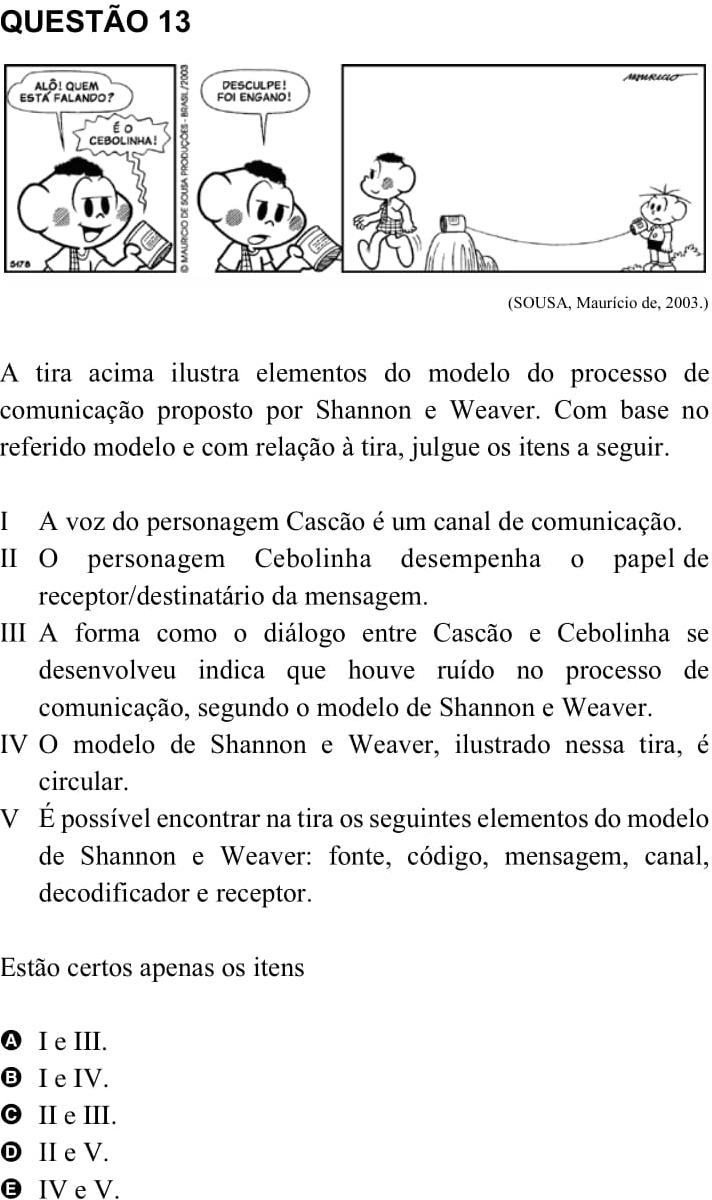 QUESTÃO 13
ALÔ! QUEM
ESTÁ FALANDO?
É O
CEBOLINHA!
5178
© MAURICIO DE SOUSA PRODUÇÕES - BRASIL/2003
DESCULPE!
FOI ENGANO!
MAURICIO
(SOUSA, Maurício de, 2003.)
A tira acima ilustra elementos do modelo do processo de
comunicação proposto por Shannon e Weaver. Com base no
referido modelo e com relação à tira, julgue os itens a seguir.
I A voz do personagem Cascão é um canal de comunicação.
II O personagem Cebolinha desempenha o papel de
receptor/destinatário da mensagem.
III A forma como o diálogo entre Cascão e Cebolinha se
desenvolveu indica que houve ruído no processo de
comunicação, segundo o modelo de Shannon e Weaver.
IV O modelo de Shannon e Weaver, ilustrado nessa tira, é
circular.
V É possível encontrar na tira os seguintes elementos do modelo
de Shannon e Weaver: fonte, código, mensagem, canal,
decodificador e receptor.
Estão certos apenas os itens
A I e III.
B I e IV.
C II e III.
D II e V.
E IV e V.